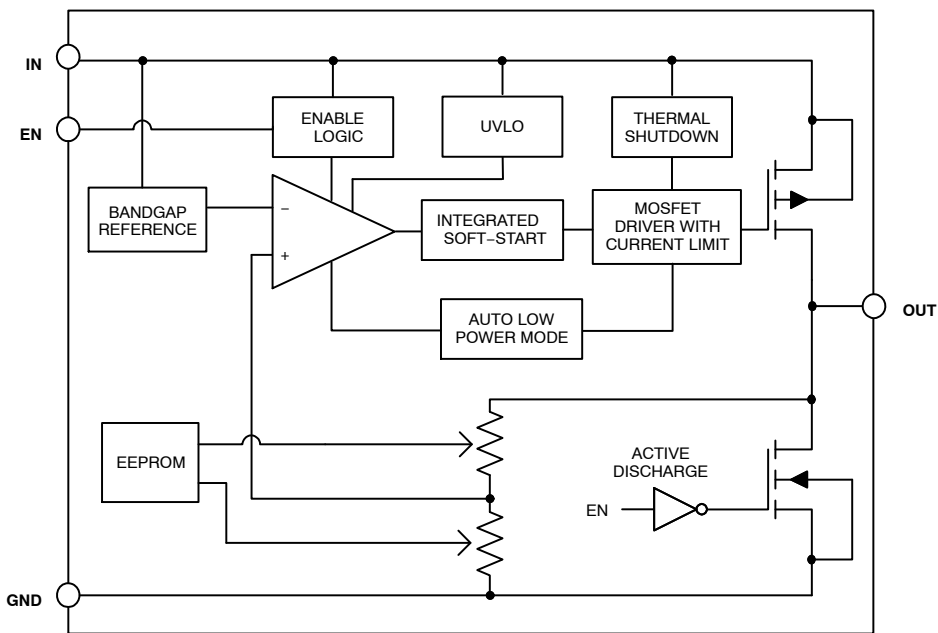 IN
ENABLE
LOGIC
UVLO
THERMAL
SHUTDOWN
EN
BANDGAP
REFERENCE
−
+
INTEGRATED
SOFT−START
MOSFET
DRIVER WITH
CURRENT LIMIT
AUTO LOW
POWER MODE
OUT
EEPROM
ACTIVE
DISCHARGE
EN
GND